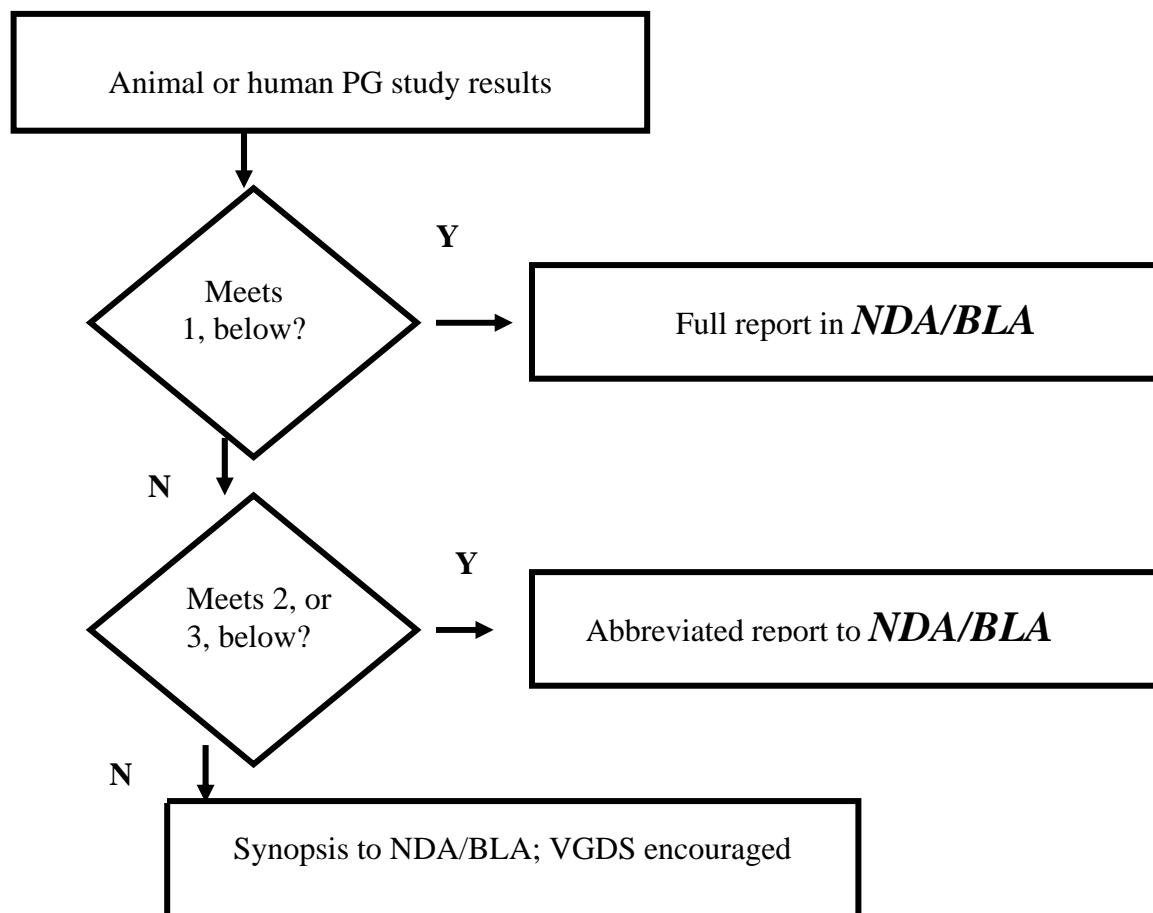 Animal or human PG study results
Y
Meets
1, below?
Full report in NDA/BLA
N
Y
Meets 2, or
3, below?
Abbreviated report to NDA/BLA
N
Synopsis to NDA/BLA; VGDS encouraged